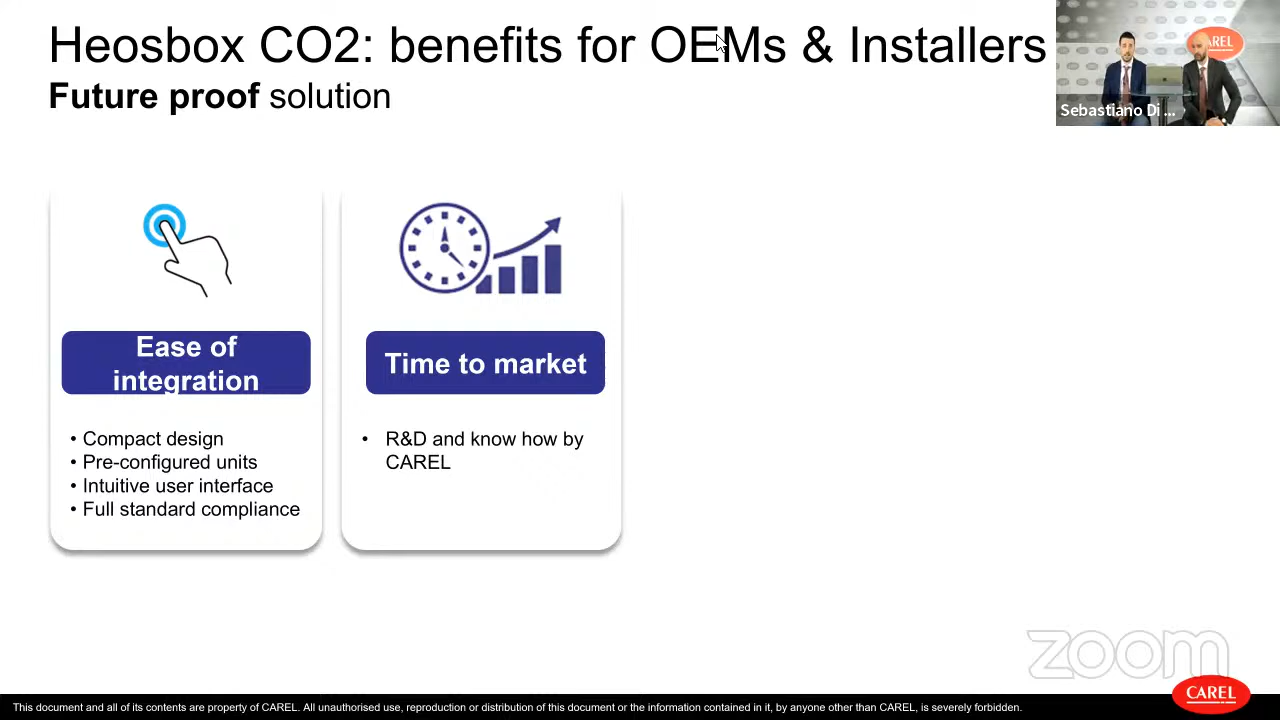 Heosbox CO2: benefits for OEMs & Installers
Future proof solution
CAREL
Sebastiano Di ...
Ease of
integration
• Compact design
• Pre-configured units
• Intuitive user interface
• Full standard compliance
Time to market
• R&D and know how by
CAREL
zoom
CAREL
This document and all of its contents are property of CAREL. All unauthorised use, reproduction or distribution of this document or the information contained in it, by anyone other than CAREL, is severely forbidden.